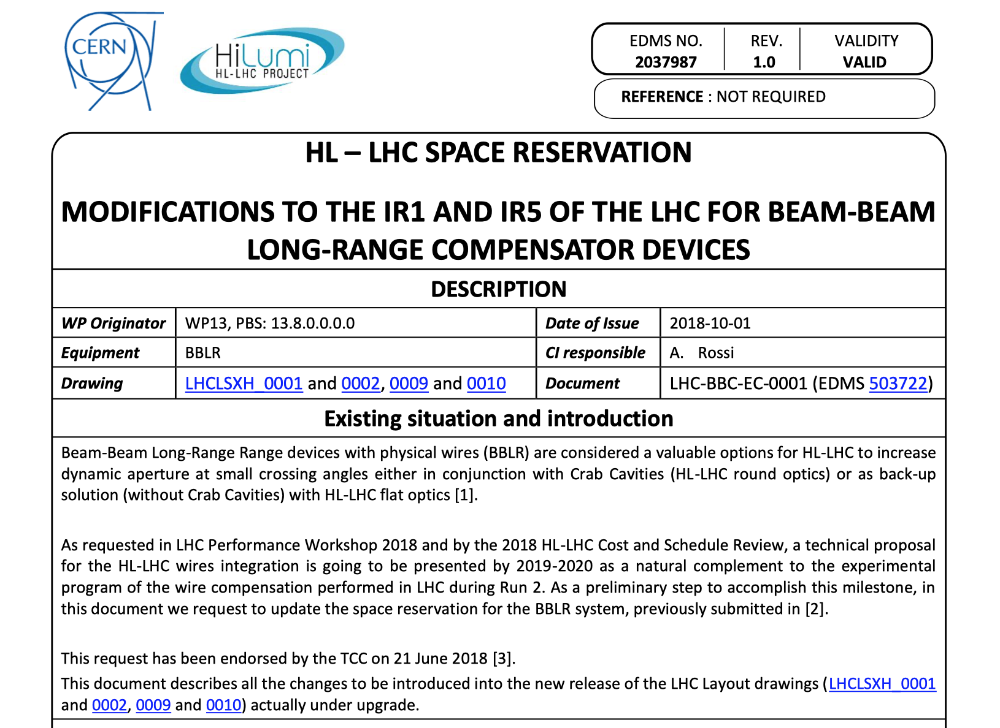 CERN
HiLumi
HL-LHC PROJECT
EDMS NO. REV. VALIDITY
2037987 1.0 VALID
REFERENCE : NOT REQUIRED
HL – LHC SPACE RESERVATION
MODIFICATIONS TO THE IR1 AND IR5 OF THE LHC FOR BEAM-BEAM
LONG-RANGE COMPENSATOR DEVICES
DESCRIPTION
WP Originator WP13, PBS: 13.8.0.0.0.0 Date of Issue 2018-10-01
Equipment BBLR CI responsible A. Rossi
Drawing LHCLSXH_0001 and 0002, 0009 and 0010 Document LHC-BBC-EC-0001 (EDMS 503722)
Existing situation and introduction
Beam-Beam Long-Range Range devices with physical wires (BBLR) are considered a valuable options for HL-LHC to increase
dynamic aperture at small crossing angles either in conjunction with Crab Cavities (HL-LHC round optics) or as back-up
solution (without Crab Cavities) with HL-LHC flat optics [1].
As requested in LHC Performance Workshop 2018 and by the 2018 HL-LHC Cost and Schedule Review, a technical proposal
for the HL-LHC wires integration is going to be presented by 2019-2020 as a natural complement to the experimental
program of the wire compensation performed in LHC during Run 2. As a preliminary step to accomplish this milestone, in
this document we request to update the space reservation for the BBLR system, previously submitted in [2].
This request has been endorsed by the TCC on 21 June 2018 [3].
This document describes all the changes to be introduced into the new release of the LHC Layout drawings (LHCLSXH_0001
and 0002, 0009 and 0010) actually under upgrade.